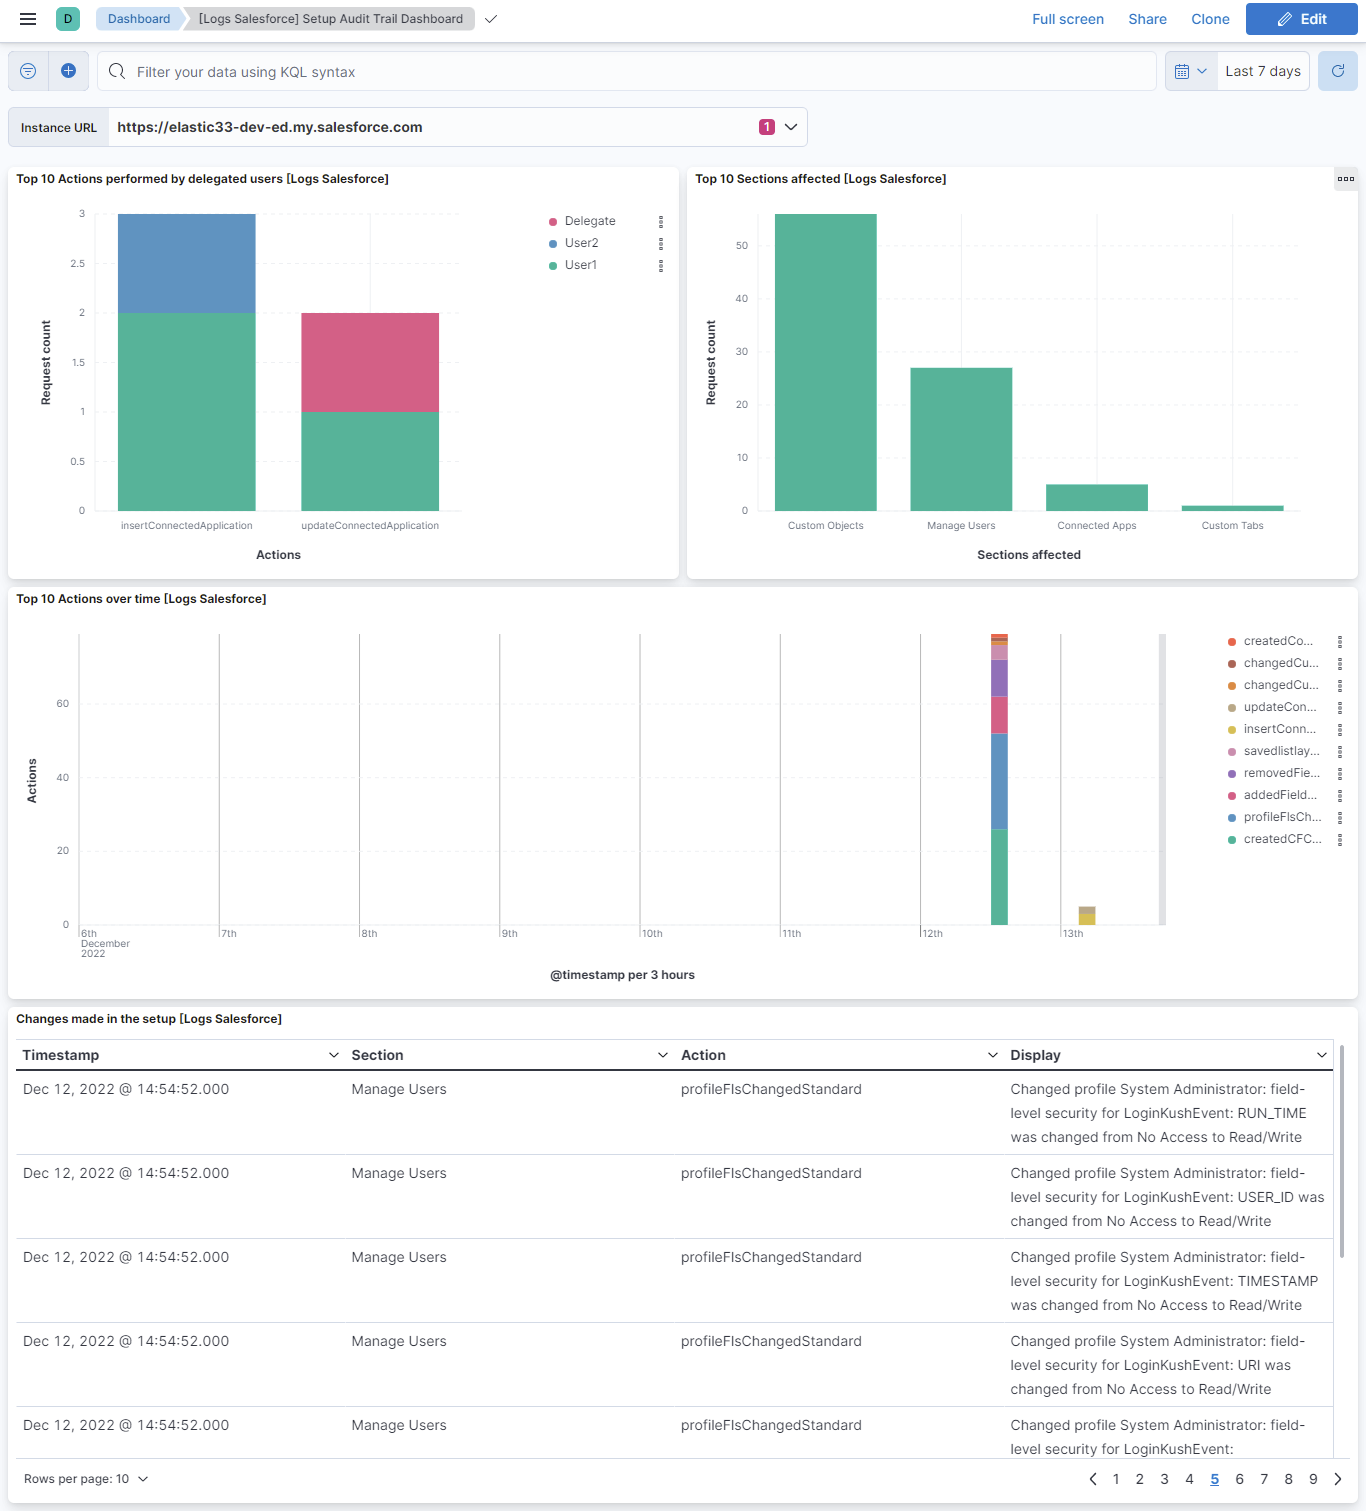 D
Dashboard
[Logs Salesforce] Setup Audit Trail Dashboard
Full screen
Share
Clone
Edit
Filter your data using KQL syntax
Last 7 days
Instance URL
https://elastic33-dev-ed.my.salesforce.com
1
Top 10 Actions performed by delegated users [Logs Salesforce]
3
2.5
2
1.5
1
0.5
0
Request count
insertConnectedApplication
updateConnectedApplication
Actions
Delegate
User2
User1
Top 10 Sections affected [Logs Salesforce]
50
40
30
20
10
0
Request count
Custom Objects
Manage Users
Connected Apps
Custom Tabs
Sections affected
Top 10 Actions over time [Logs Salesforce]
60
40
20
0
Actions
6th
December
2022
7th
8th
9th
10th
11th
12th
13th
@timestamp per 3 hours
createdCo...
changedCu...
changedCu...
updateCon...
insertConn...
savedlistlay...
removedFie...
addedField...
profileFlsCh...
createdCFC...
Changes made in the setup [Logs Salesforce]
Timestamp
Section
Action
Display
Dec 12, 2022 @ 14:54:52.000
Manage Users
profileFlsChangedStandard
Changed profile System Administrator: field-
level security for LoginKushEvent: RUN_TIME
was changed from No Access to Read/Write
Dec 12, 2022 @ 14:54:52.000
Manage Users
profileFlsChangedStandard
Changed profile System Administrator: field-
level security for LoginKushEvent: USER_ID was
changed from No Access to Read/Write
Dec 12, 2022 @ 14:54:52.000
Manage Users
profileFlsChangedStandard
Changed profile System Administrator: field-
level security for LoginKushEvent: TIMESTAMP
was changed from No Access to Read/Write
Dec 12, 2022 @ 14:54:52.000
Manage Users
profileFlsChangedStandard
Changed profile System Administrator: field-
level security for LoginKushEvent: URI was
changed from No Access to Read/Write
Dec 12, 2022 @ 14:54:52.000
Manage Users
profileFlsChangedStandard
Changed profile System Administrator: field-
level security for LoginKushEvent:
Rows per page: 10
1 2 3 4 5 6 7 8 9